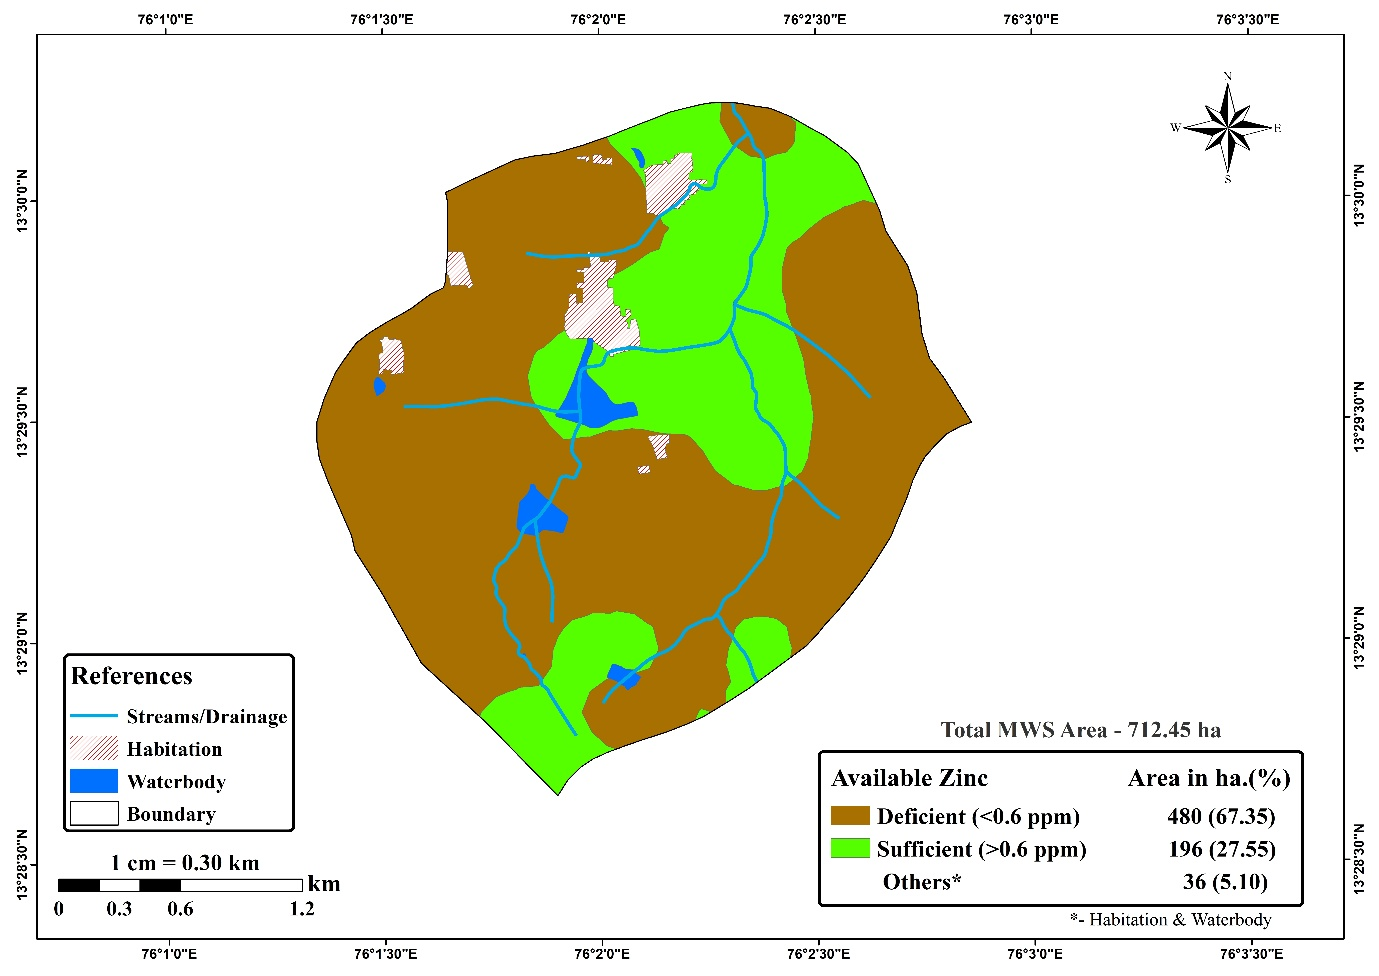 76°1'0"E 76°1'30"E 76°2'0"E 76°2'30"E 76°3'0"E 76°3'30"E
N
W E
S
13°30'0"N 13°30'0"N
13°29'30"N 13°29'30"N
13°29'0"N 13°29'0"N
13°28'30"N 13°28'30"N
References
Streams/Drainage
Habitation
Waterbody
Boundary
1 cm = 0.30 km
km
0 0.3 0.6 1.2
Total MWS Area - 712.45 ha
Available Zinc Area in ha.(%)
Deficient (<0.6 ppm) 480 (67.35)
Sufficient (>0.6 ppm) 196 (27.55)
Others* 36 (5.10)
*- Habitation & Waterbody
76°1'0"E 76°1'30"E 76°2'0"E 76°2'30"E 76°3'0"E 76°3'30"E